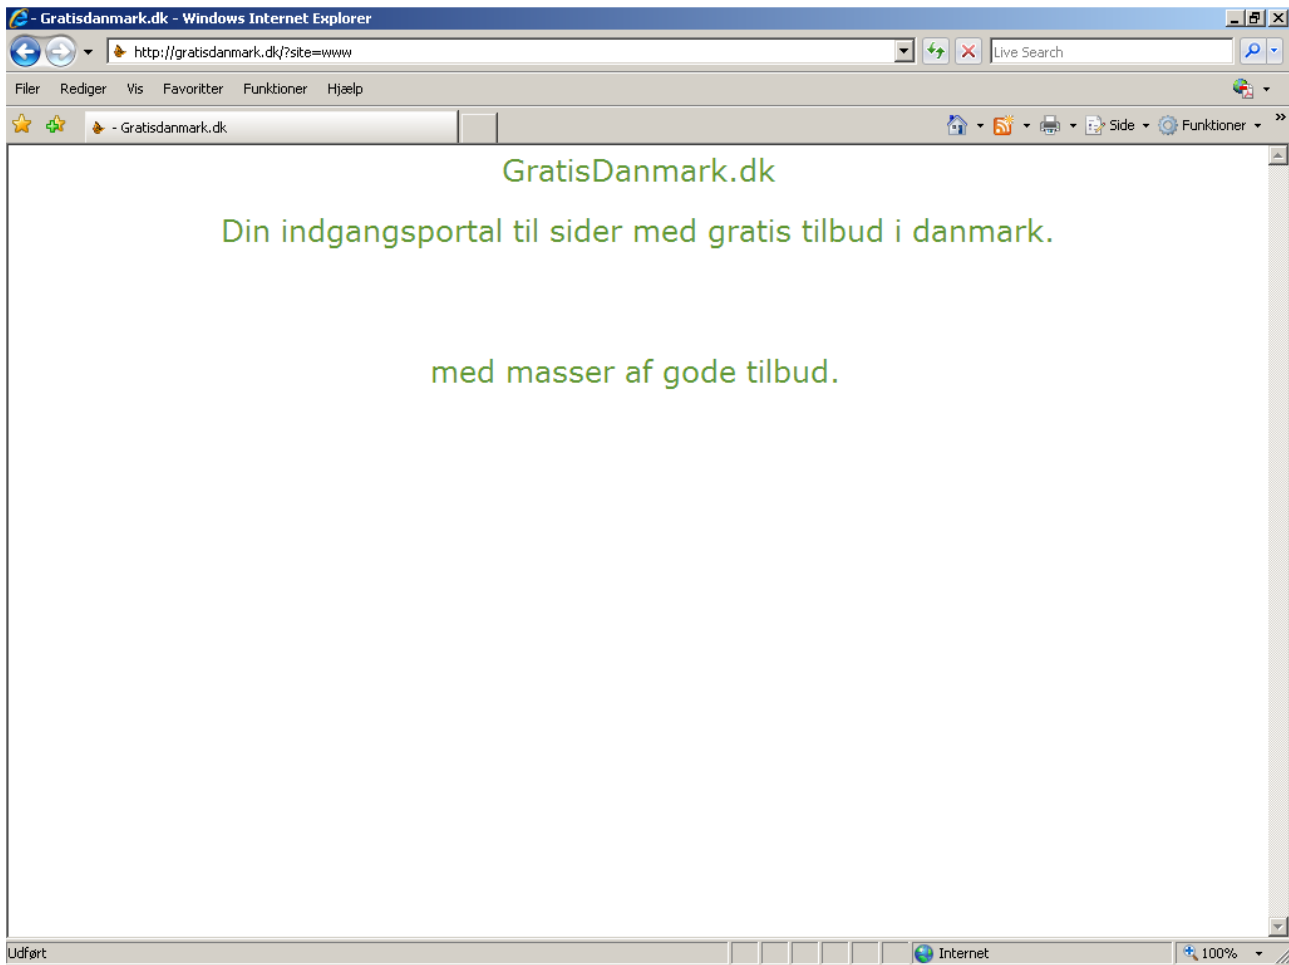 - Gratisdanmark.dk - Windows Internet Explorer
http://gratisdanmark.dk/?site=www
Live Search
Filer Rediger Vis Favoritter Funktioner Hjælp
- Gratisdanmark.dk
Side Funktioner »
GratisDanmark.dk
Din indgangsportal til sider med gratis tilbud i danmark.
med masser af gode tilbud.
Udført Internet 100%